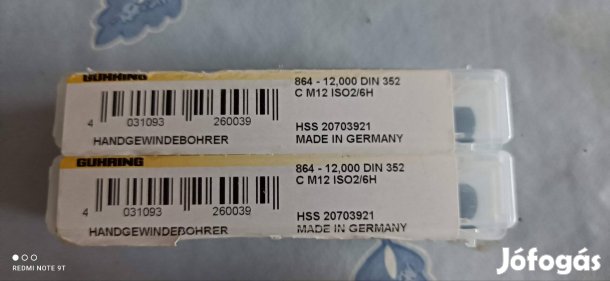 GUHRING
864 - 12,000 DIN 352
C M12 ISO2/6H
4 031093 260039
HSS 20703921
HANDGEWINDEBOHRER
MADE IN GERMANY
GUHRING
864 - 12,000 DIN 352
C M12 ISO2/6H
4 031093 260039
HSS 20703921
HANDGEWINDEBOHRER
MADE IN GERMANY
REDMI NOTE 9T
Jófogás